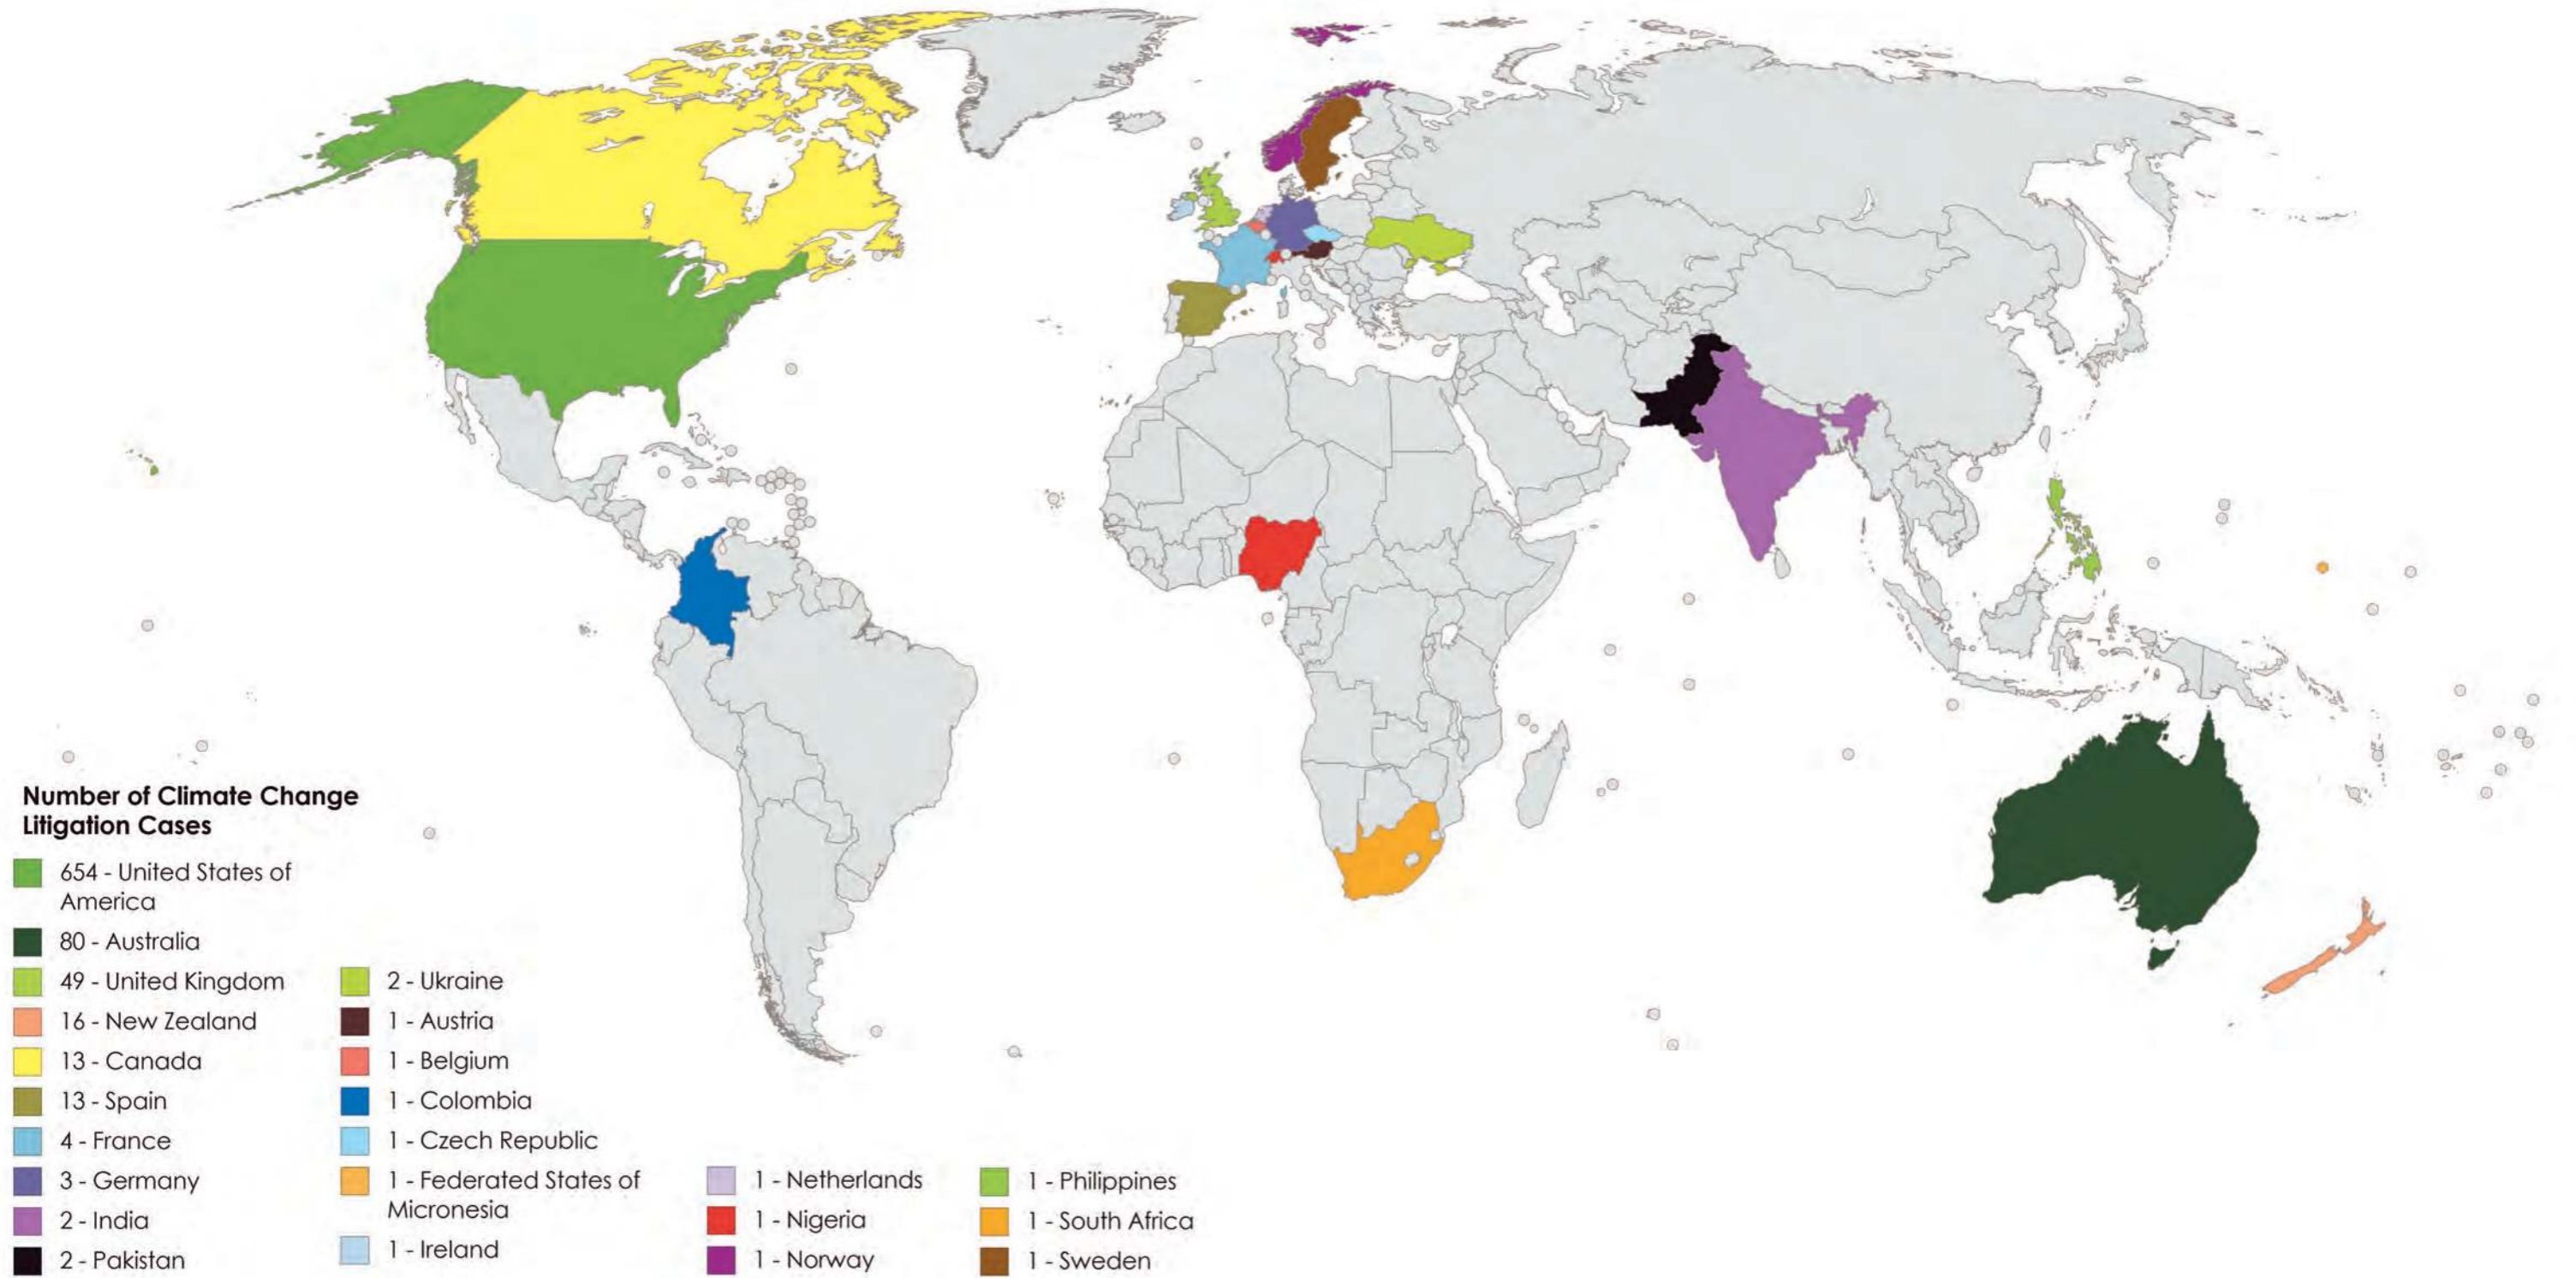 Number of Climate Change
Litigation Cases
654 - United States of
America
80 - Australia
49 - United Kingdom
16 - New Zealand
13 - Canada
13 - Spain
4 - France
3 - Germany
2 - India
2 - Pakistan
2 - Ukraine
1 - Austria
1 - Belgium
1 - Colombia
1 - Czech Republic
1 - Federated States of
Micronesia
1 - Ireland
1 - Netherlands
1 - Nigeria
1 - Norway
1 - Philippines
1 - South Africa
1 - Sweden